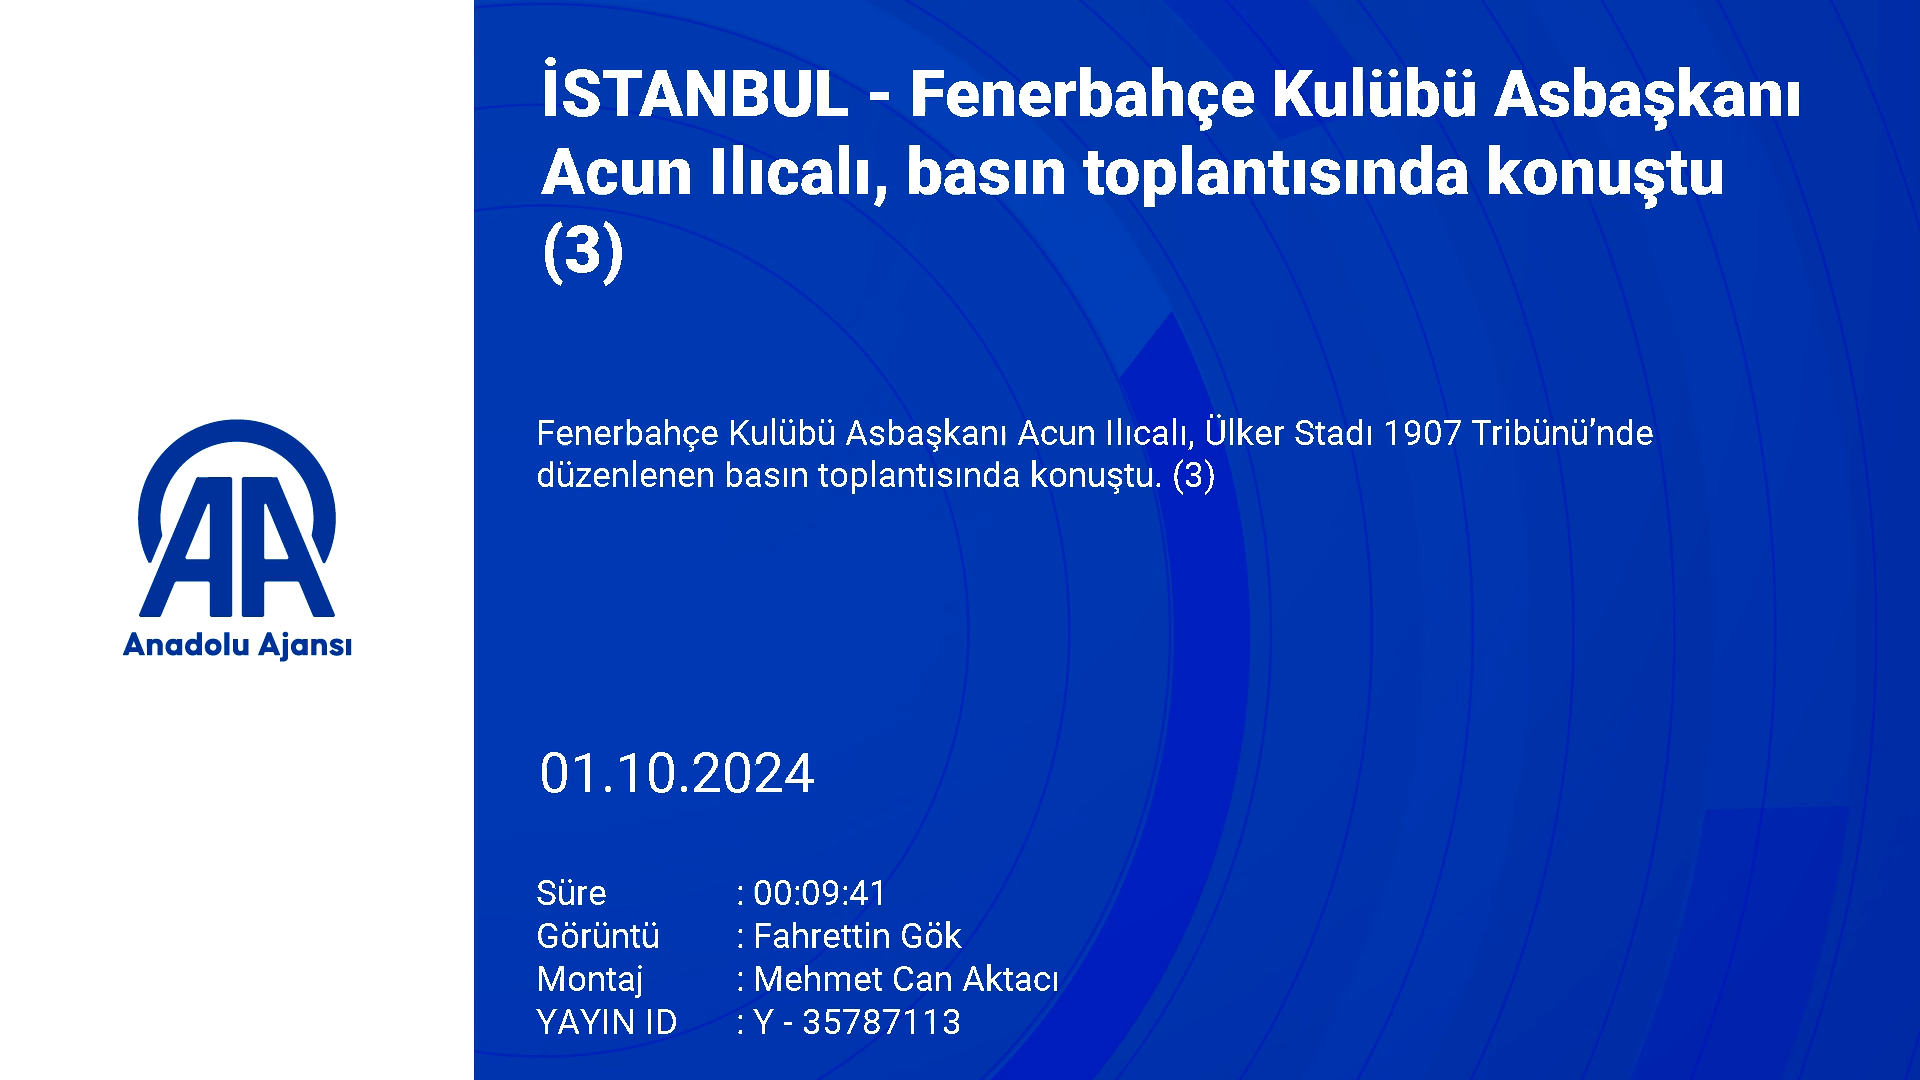 İSTANBUL - Fenerbahçe Kulübü Asbaşkanı
Acun Ilıcalı, basın toplantısında konuştu
(3)
Fenerbahçe Kulübü Asbaşkanı Acun Ilıcalı, Ülker Stadı 1907 Tribünü’nde
düzenlenen basın toplantısında konuştu. (3)
AA
Anadolu Ajansı
01.10.2024
Süre : 00:09:41
Görüntü : Fahrettin Gök
Montaj : Mehmet Can Aktacı
YAYIN ID : Y - 35787113